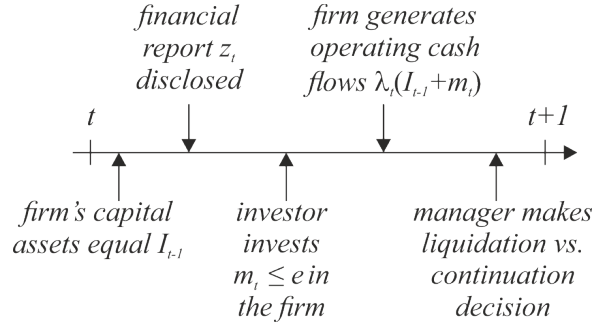 financial
report z_t
disclosed
firm generates
operating cash
flows λ_t(I_{t-1}+m_t)
t
t+1
firm's capital
assets equal I_{t-1}
investor
invests
m_t ≤ e in
the firm
manager makes
liquidation vs.
continuation
decision